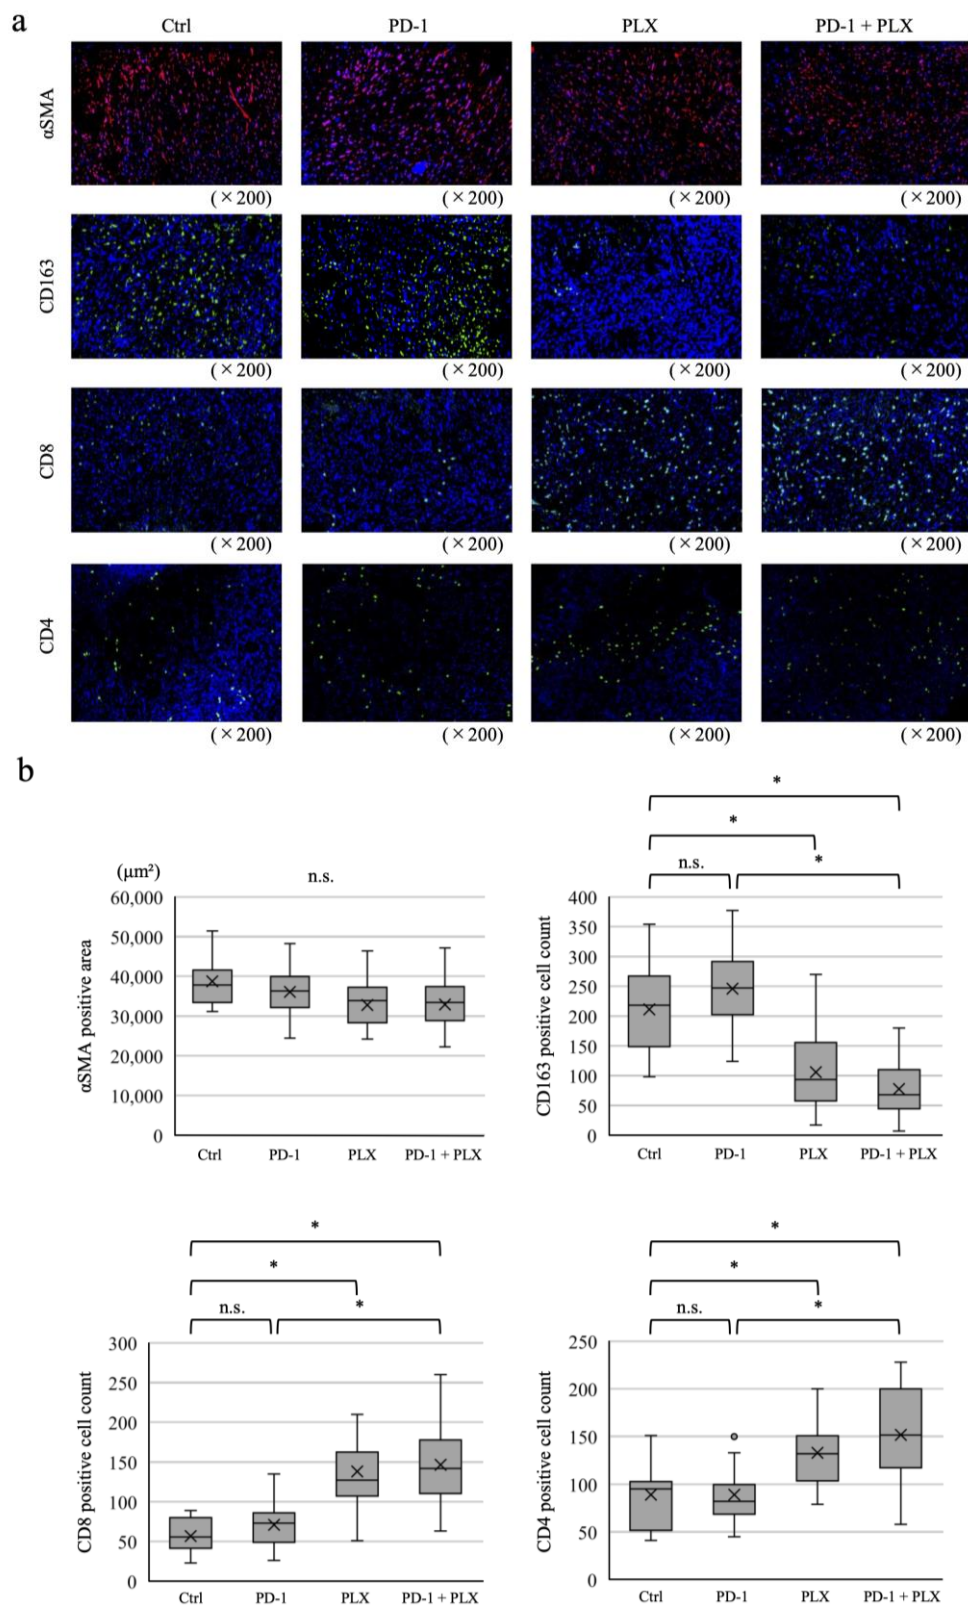 a
Ctrl PD-1 PLX PD-1 + PLX
αSMA
(×200) (×200) (×200) (×200)
CD163
(×200) (×200) (×200) (×200)
CD8
(×200) (×200) (×200) (×200)
CD4
(×200) (×200) (×200) (×200)
b
(μm²)
n.s.
αSMA positive area
60,000
50,000
40,000
30,000
20,000
10,000
0
Ctrl PD-1 PLX PD-1 + PLX
*
*
n.s. *
CD163 positive cell count
400
350
300
250
200
150
100
50
0
Ctrl PD-1 PLX PD-1 + PLX
*
*
n.s. *
CD8 positive cell count
300
250
200
150
100
50
0
Ctrl PD-1 PLX PD-1 + PLX
*
*
n.s. *
CD4 positive cell count
250
200
150
100
50
0
Ctrl PD-1 PLX PD-1 + PLX